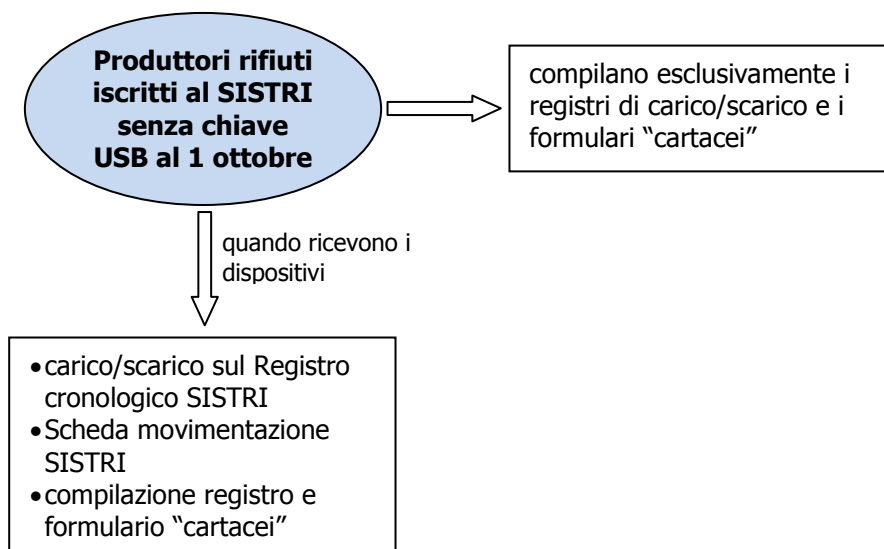 Produttori rifiuti
iscritti al SISTRI
senza chiave
USB al 1 ottobre
compilano esclusivamente i
registri di carico/scarico e i
formulari “cartacei”
quando ricevono i
dispositivi
•carico/scarico sul Registro
cronologico SISTRI
•Scheda movimentazione
SISTRI
•compilazione registro e
formulario “cartacei”